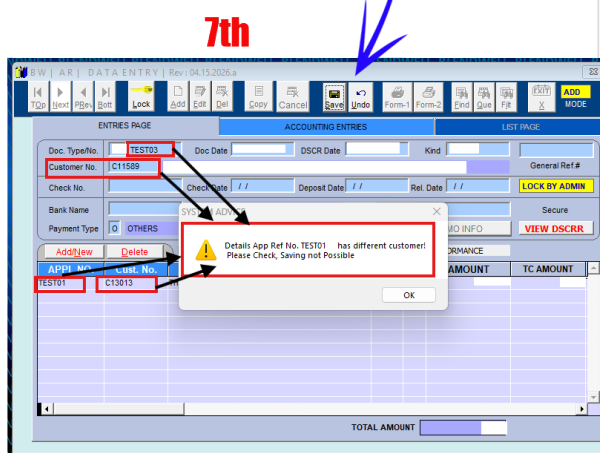 7th
BW | AR | DATA ENTRY | Rev: 04.15.2026.a
TOp Next PRev Bott Lock Add Edit Del Copy Cancel Save Undo Form-1 Form-2 Find Que Flt EXIT X ADD MODE
ENTRIES PAGE ACCOUNTING ENTRIES LIST PAGE
Doc. Type/No. TEST03 Doc Date DSCR Date Kind
Customer No. C11589 General Ref.#
Check No. Check Date / / Deposit Date / / Rel. Date / / LOCK BY ADMIN
Bank Name Secure
Payment Type O OTHERS MO INFO VIEW DSCRR
SYSTEM ADVICE
Details App Ref No. TEST01 has different customer!
Please Check, Saving not Possible
OK
Add/New Delete ORMANCE
APPL. NO. Cust. No. AMOUNT TC AMOUNT
TEST01 C13013
TOTAL AMOUNT